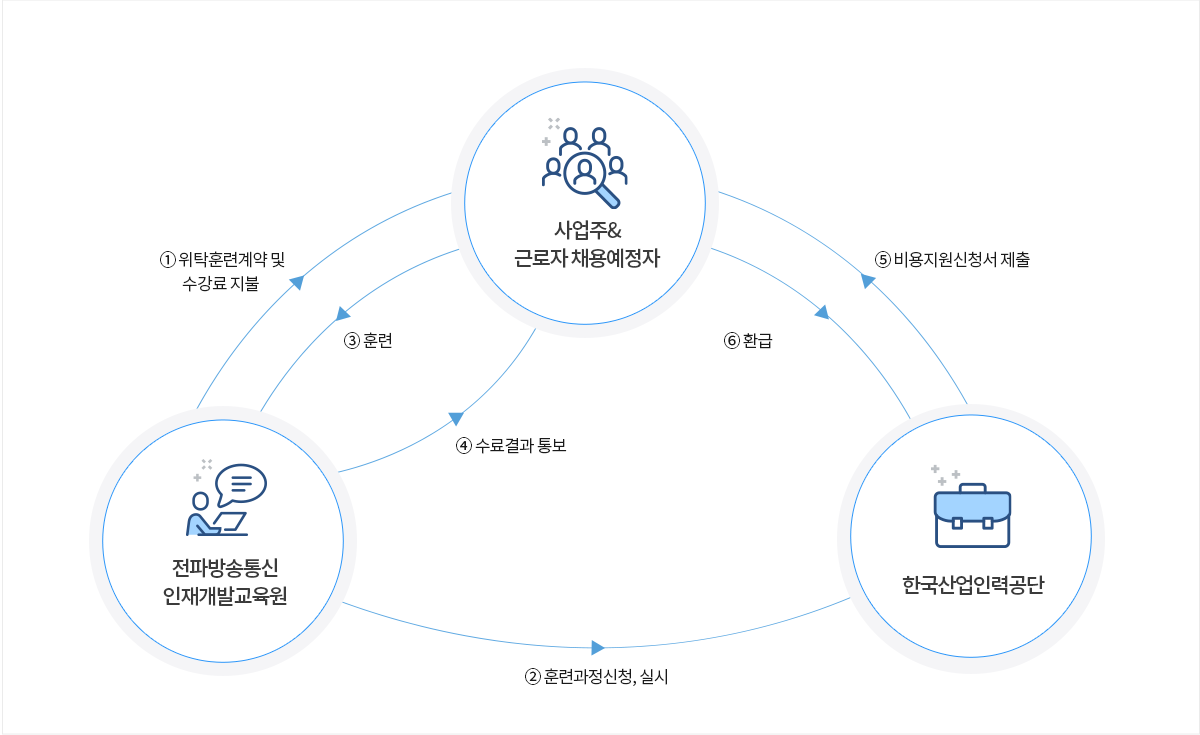 사업주&
근로자 채용예정자
① 위탁훈련계약 및
수강료 지불
⑤ 비용지원신청서 제출
③ 훈련
⑥ 환급
④ 수료결과 통보
전파방송통신
인재개발교육원
한국산업인력공단
② 훈련과정신청, 실시